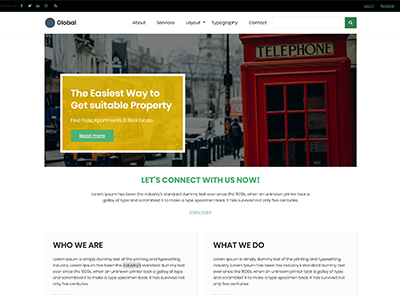 Log In Register
Global
About Services Layout Typography Contact
TELEPHONE
The Easiest Way to
Get suitable Property
Find Plots, Apartments & Real Estate
Read more
LET'S CONNECT WITH US NOW!
Lorem Ipsum has been the industry's standard dummy text ever since the 1500s, when an unknown printer took a
galley of type and scrambled it to make a type specimen book. It has survived not only five centuries
Know more
WHO WE ARE
Lorem Ipsum is simply dummy text of the printing and typesetting
industry. Lorem Ipsum has been the industry's standard dummy text
ever since the 1500s, when an unknown printer took a galley of type
and scrambled it to make a type specimen book. It has survived not
only five centuries
WHAT WE DO
Lorem Ipsum is simply dummy text of the printing and typesetting
industry. Lorem Ipsum has been the industry's standard dummy text
ever since the 1500s, when an unknown printer took a galley of type
and scrambled it to make a type specimen book. It has survived not
only five centuries